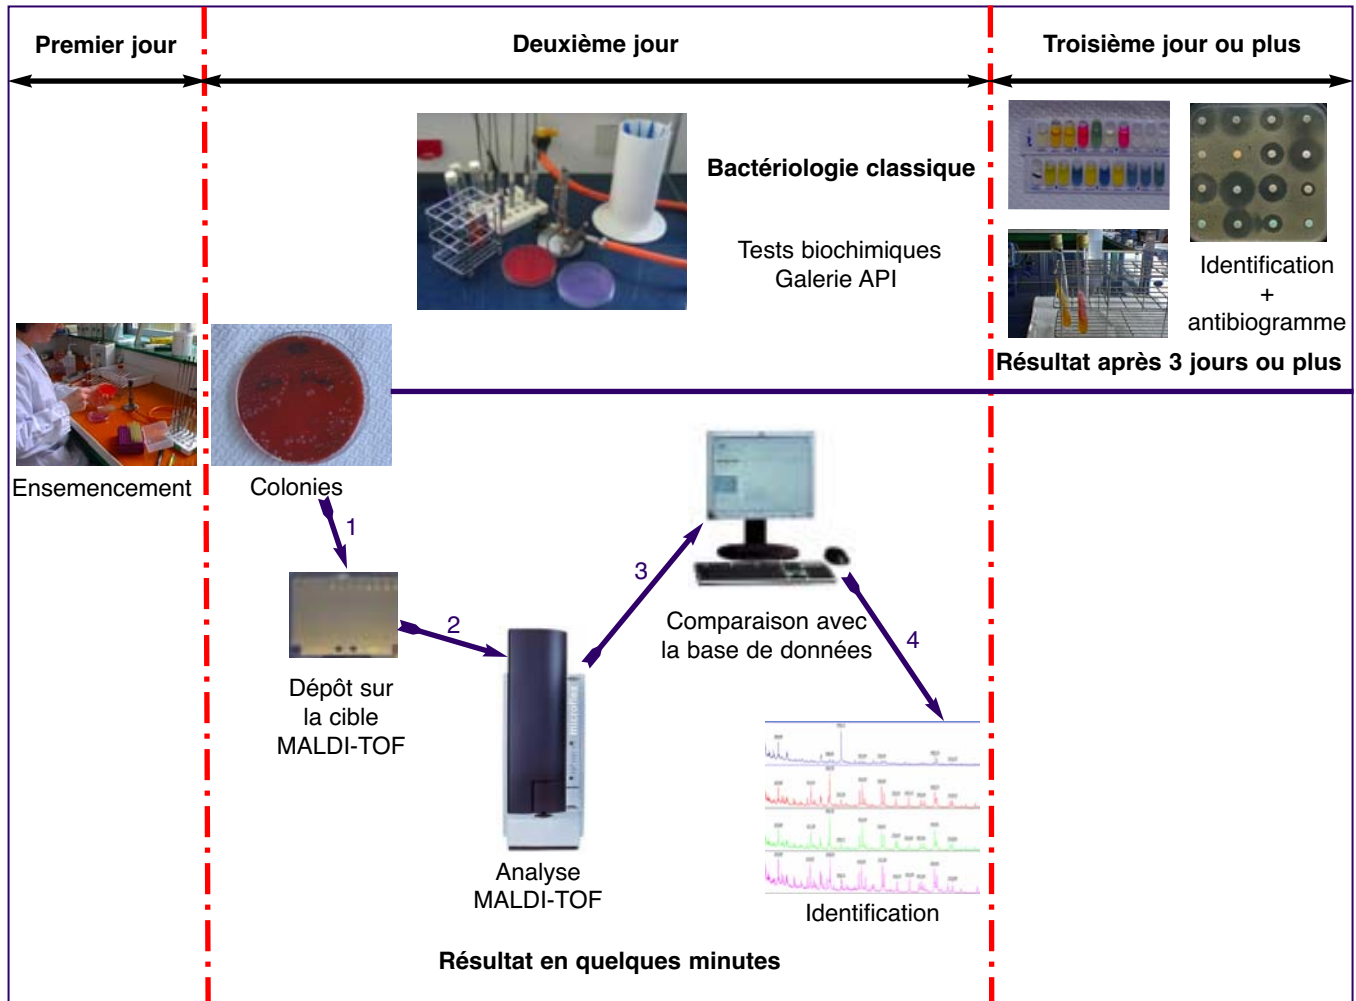 Premier jour
Deuxième jour
Troisième jour ou plus
Bactériologie classique
Tests biochimiques
Galerie API
Identification
+
antibiogramme
Résultat après 3 jours ou plus
Ensemencement
Colonies
1
2
3
4
Dépôt sur
la cible
MALDI-TOF
Analyse
MALDI-TOF
Comparaison avec
la base de données
Identification
Résultat en quelques minutes
microflex